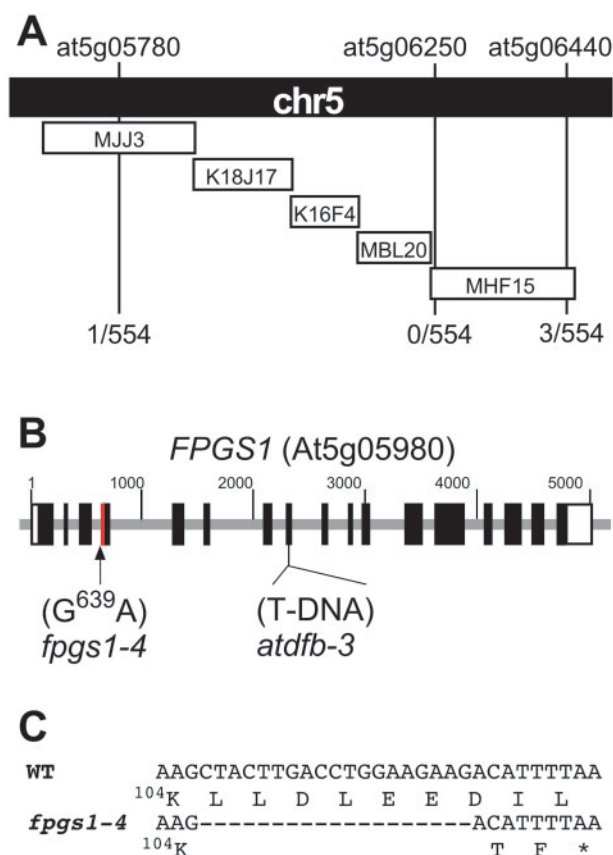 A
at5g05780 at5g06250 at5g06440
chr5
MJJ3
K18J17
K16F4
MBL20
MHF15
1/554 0/554 3/554
B
FPGS1 (At5g05980)
1 1000 2000 3000 4000 5000
(G639A) (T-DNA)
fpgs1-4 atdfb-3
C
WT AAGCTACTTGACCTGGAAGAAGACATTTTAA
104K L L D L E E D I L
fpgs1-4 AAG-----------------ACATTTTAA
104K T F *